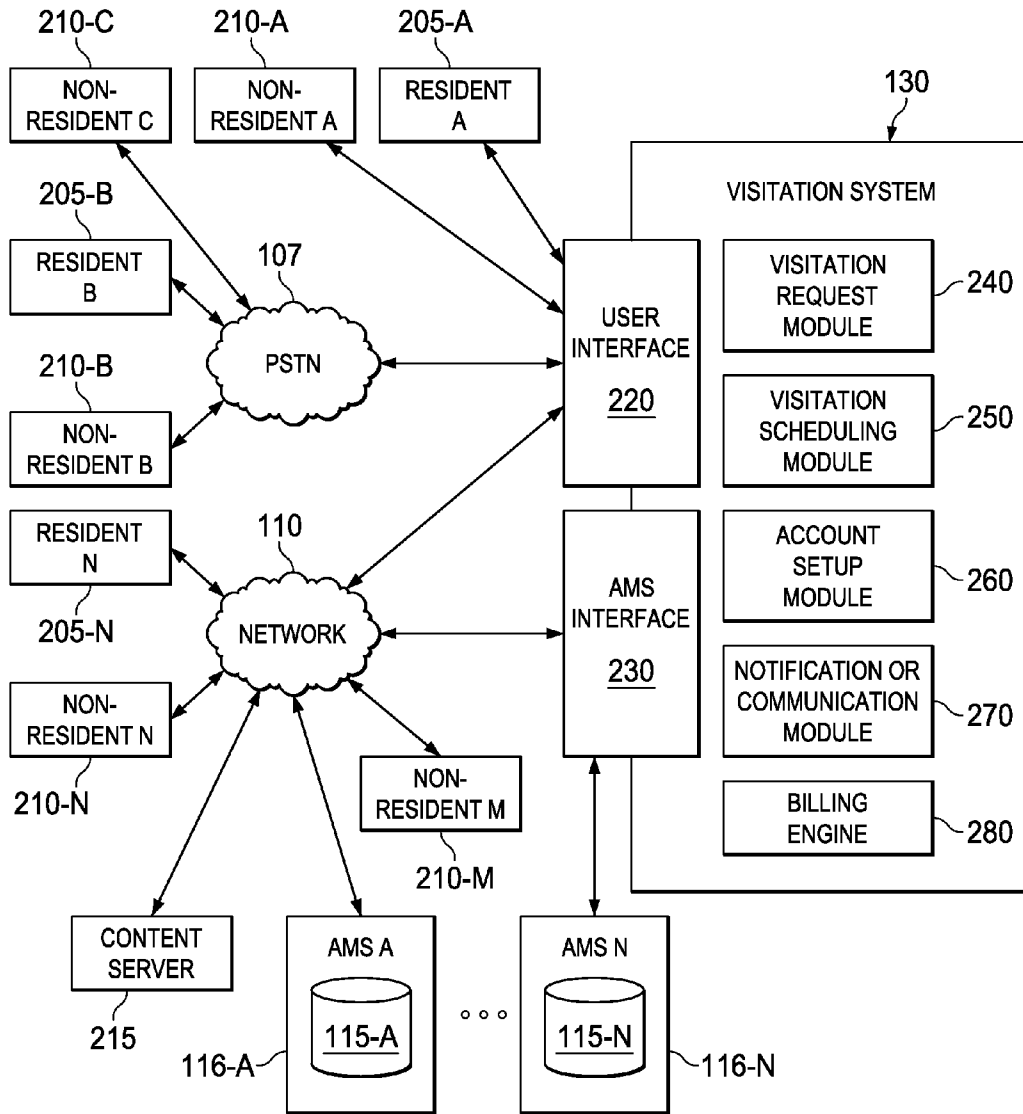 210-C
210-A
205-A
NON-
RESIDENT C
NON-
RESIDENT A
RESIDENT
A
130
VISITATION SYSTEM
205-B
RESIDENT
B
107
PSTN
USER
INTERFACE
220
VISITATION
REQUEST
MODULE
240
210-B
NON-
RESIDENT B
VISITATION
SCHEDULING
MODULE
250
RESIDENT
N
205-N
110
NETWORK
AMS
INTERFACE
230
ACCOUNT
SETUP
MODULE
260
NON-
RESIDENT N
210-N
NOTIFICATION OR
COMMUNICATION
MODULE
270
NON-
RESIDENT M
210-M
BILLING
ENGINE
280
CONTENT
SERVER
215
AMS A
115-A
116-A
AMS N
115-N
116-N